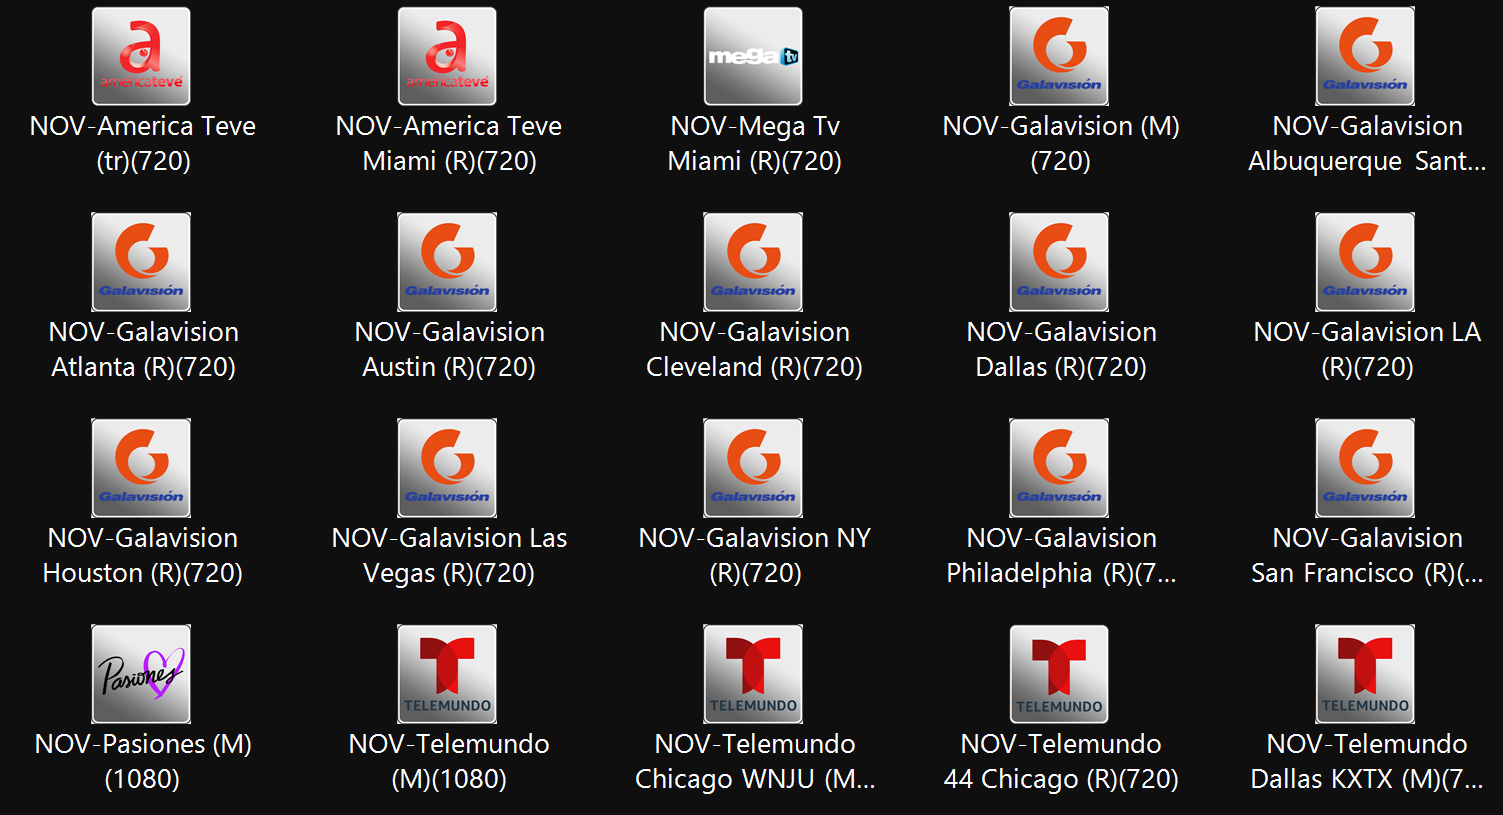 americatevé
americatevé
mega tv
Galavisión
Galavisión
NOV-America Teve
(tr)(720)
NOV-America Teve
Miami (R)(720)
NOV-Mega Tv
Miami (R)(720)
NOV-Galavision (M)
(720)
NOV-Galavision
Albuquerque Sant...
Galavisión
Galavisión
Galavisión
Galavisión
Galavisión
NOV-Galavision
Atlanta (R)(720)
NOV-Galavision
Austin (R)(720)
NOV-Galavision
Cleveland (R)(720)
NOV-Galavision
Dallas (R)(720)
NOV-Galavision LA
(R)(720)
Galavisión
Galavisión
Galavisión
Galavisión
Galavisión
NOV-Galavision
Houston (R)(720)
NOV-Galavision Las
Vegas (R)(720)
NOV-Galavision NY
(R)(720)
NOV-Galavision
Philadelphia (R)(7...
NOV-Galavision
San Francisco (R)(...
Pasiones
TELEMUNDO
TELEMUNDO
TELEMUNDO
TELEMUNDO
NOV-Pasiones (M)
(1080)
NOV-Telemundo
(M)(1080)
NOV-Telemundo
Chicago WNJU (M...
NOV-Telemundo
44 Chicago (R)(720)
NOV-Telemundo
Dallas KXTX (M)(7...